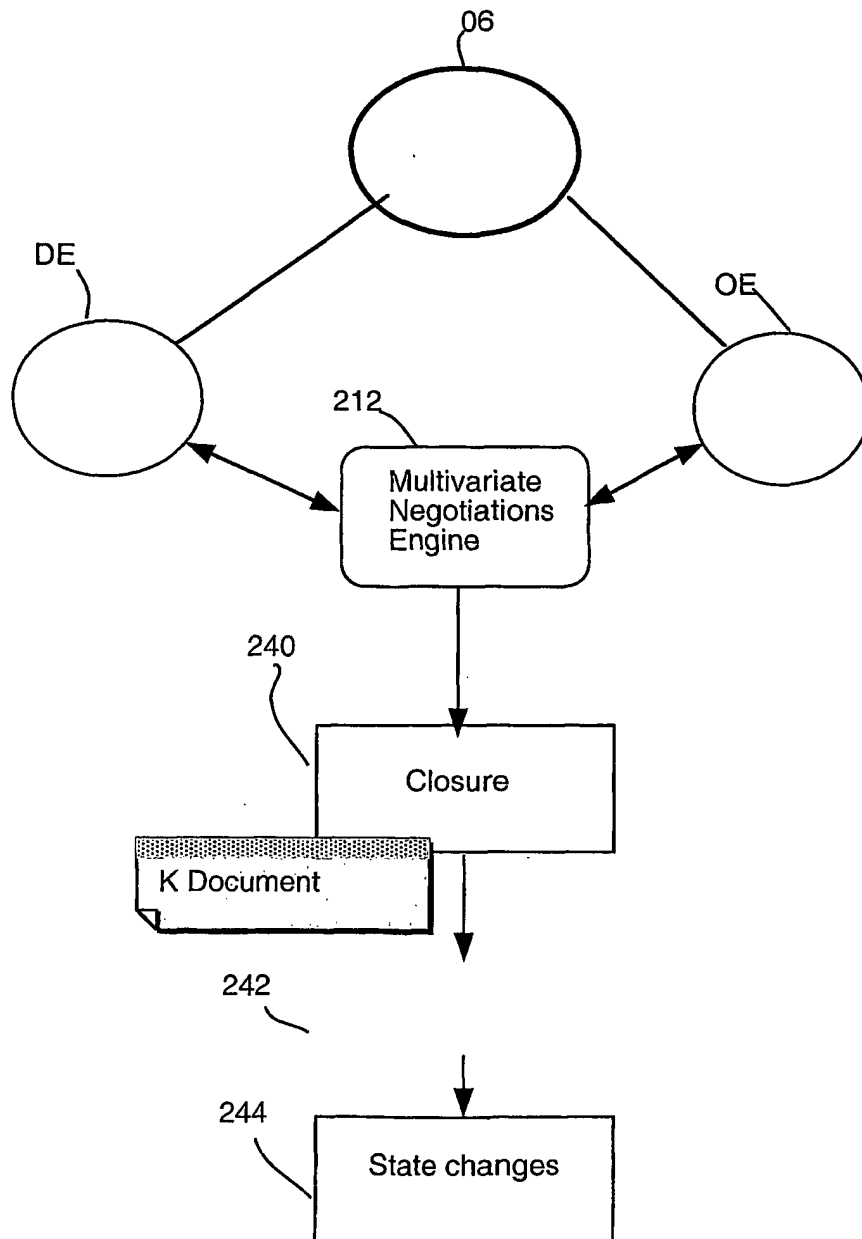 06
DE
OE
212
Multivariate
Negotiations
Engine
240
Closure
K Document
242
244
State changes